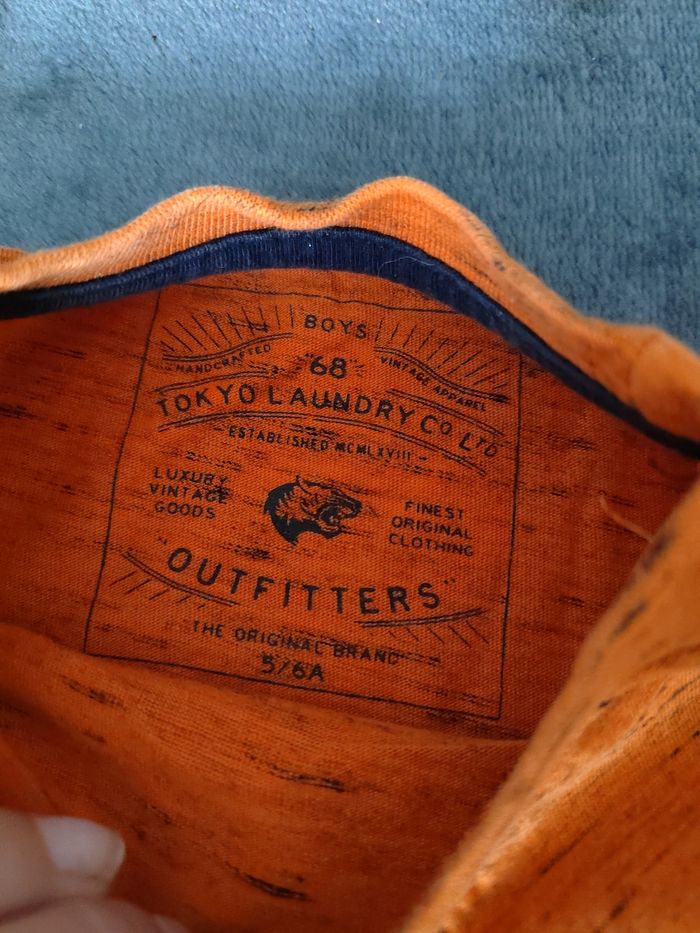 BOYS
HANDCRAFTED "68" VINTAGE APPAREL
TOKYO LAUNDRY CO LTD
- ESTABLISHED MCMLXVIII -
LUXURY
VINTAGE
GOODS
FINEST
ORIGINAL
CLOTHING
"OUTFITTERS"
THE ORIGINAL BRAND
5/6A